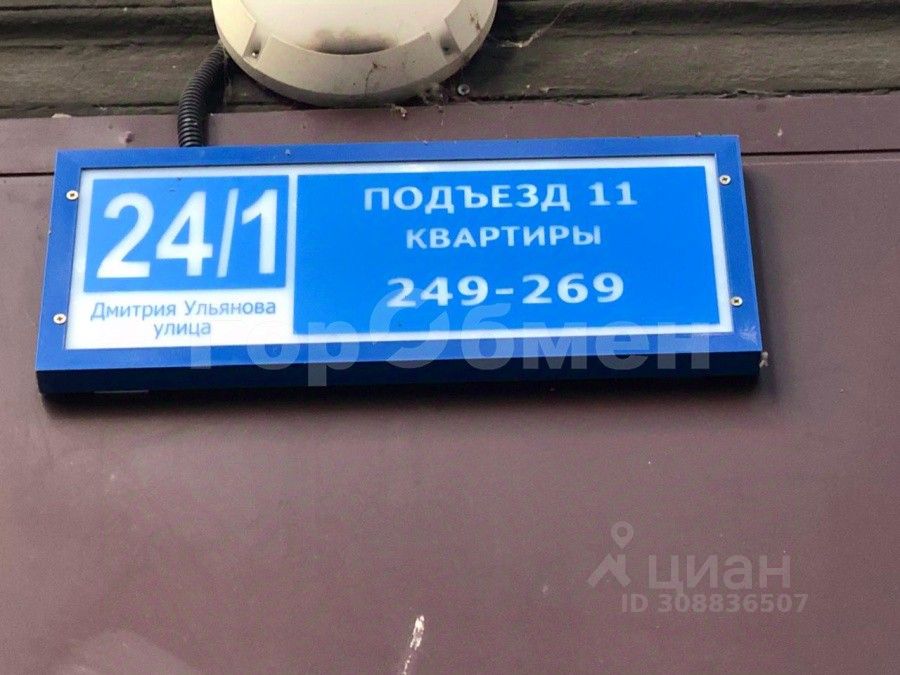 24/1
Дмитрия Ульянова
улица
ПОДЪЕЗД 11
КВАРТИРЫ
249-269
ГорОбмен
циан
ID 308836507